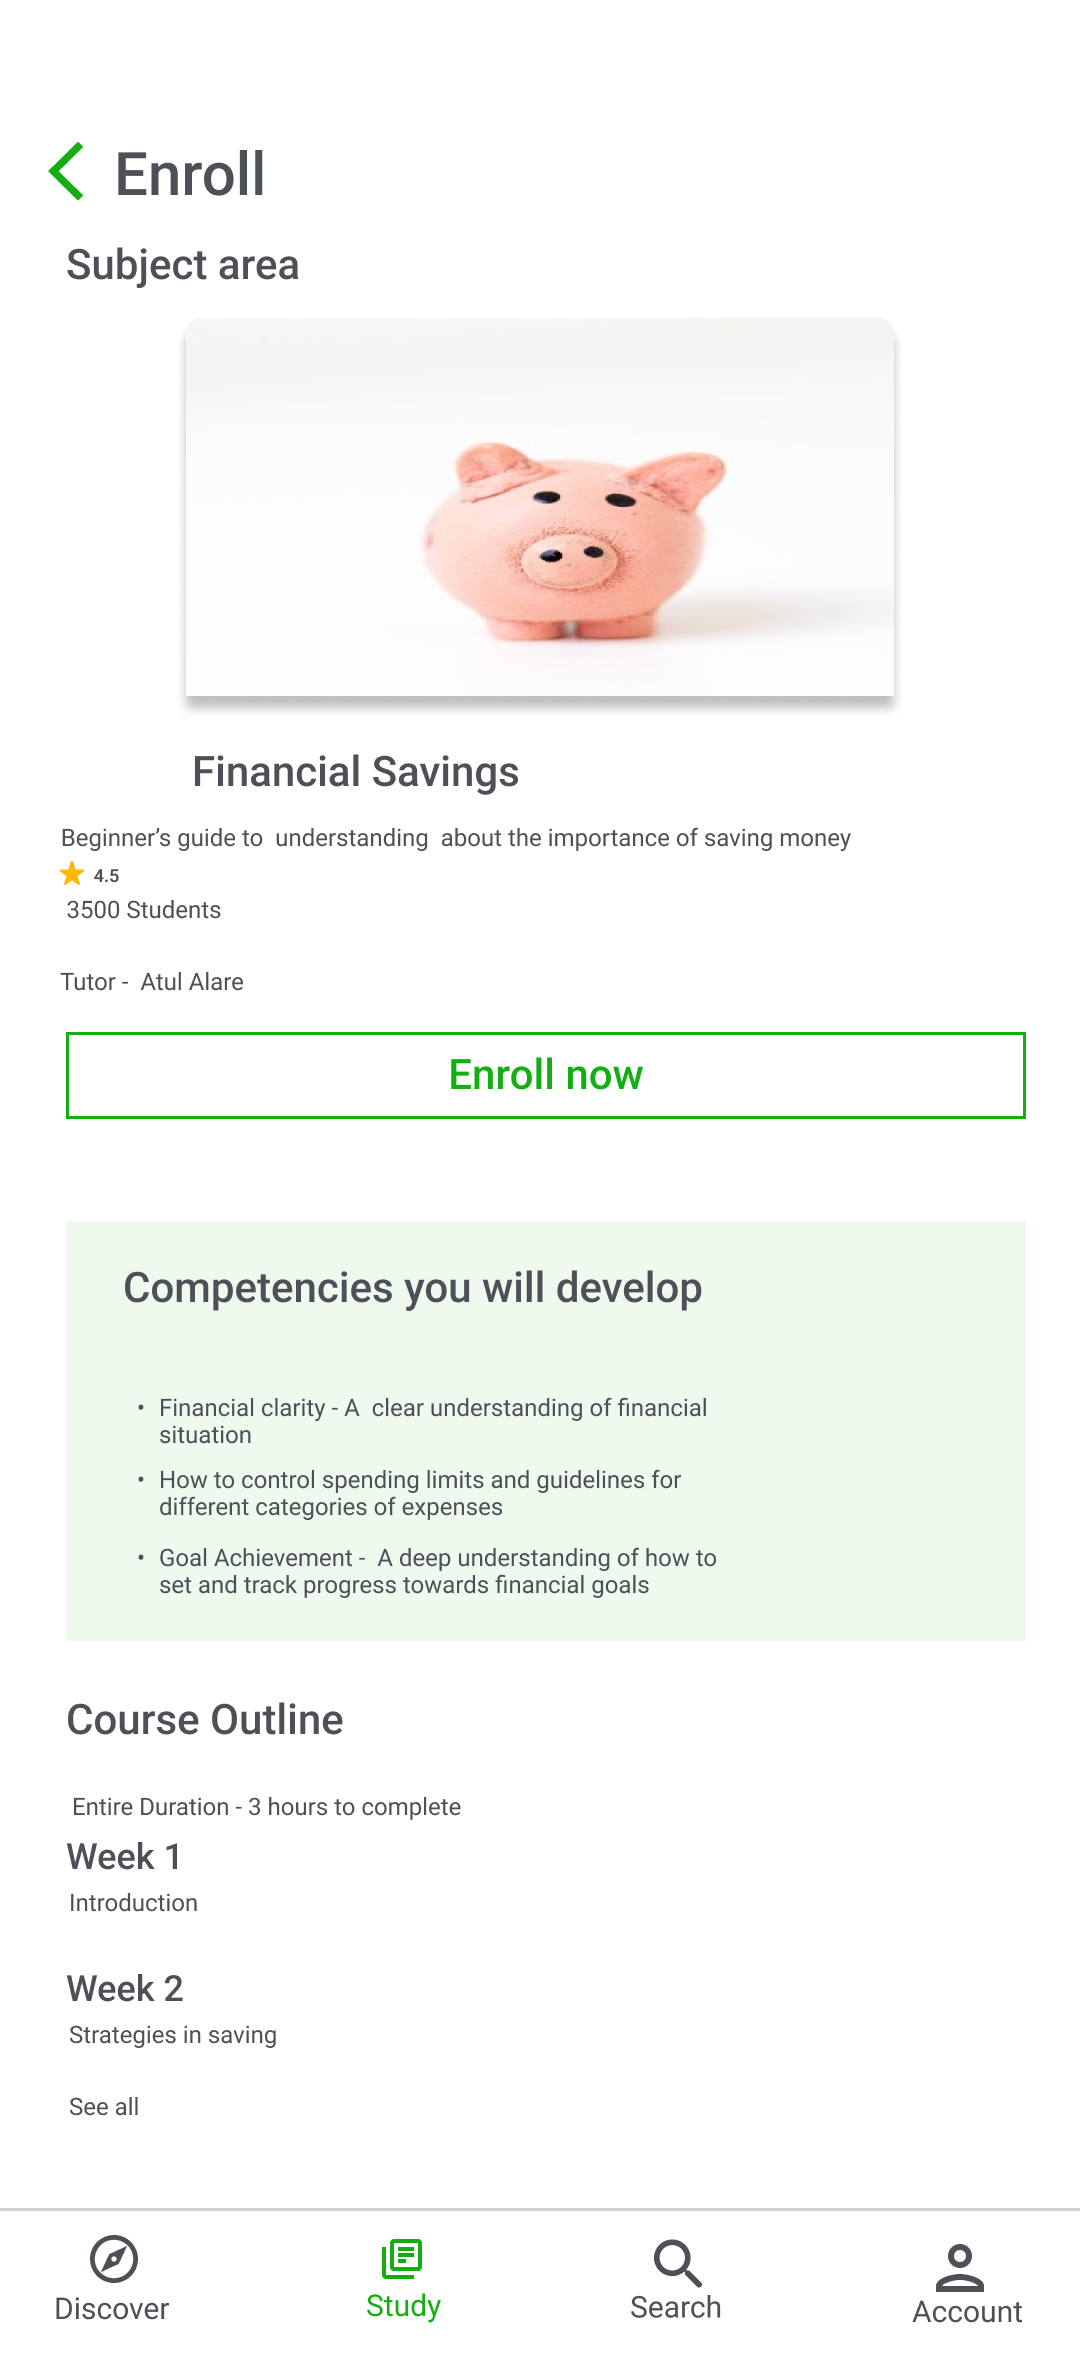 Enroll
Subject area
Financial Savings
Beginner’s guide to  understanding  about the importance of saving money
4.5
3500 Students
Tutor -  Atul Alare
Enroll now
Competencies you will develop
• Financial clarity - A  clear understanding of financial
situation
• How to control spending limits and guidelines for
different categories of expenses
• Goal Achievement -  A deep understanding of how to
set and track progress towards financial goals
Course Outline
Entire Duration - 3 hours to complete
Week 1
Introduction
Week 2
Strategies in saving
See all
Discover
Study
Search
Account